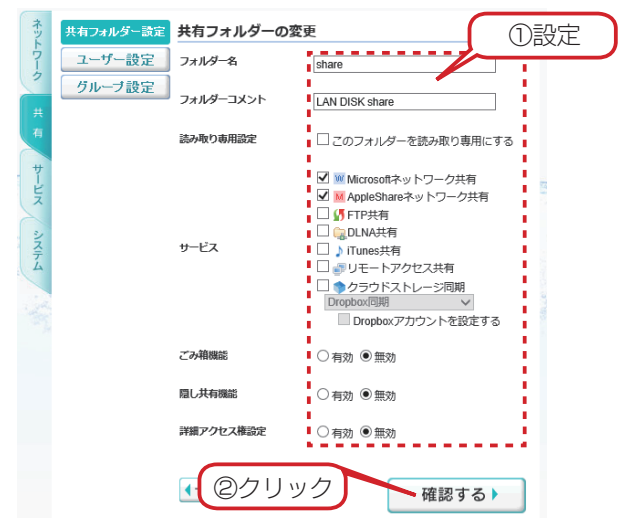 ネットワーク
共有
サービス
システム
共有フォルダー設定
ユーザー設定
グループ設定
共有フォルダーの変更
①設定
フォルダー名
share
フォルダーコメント
LAN DISK share
読み取り専用設定
このフォルダーを読み取り専用にする
サービス
Microsoftネットワーク共有
AppleShareネットワーク共有
FTP共有
DLNA共有
iTunes共有
リモートアクセス共有
クラウドストレージ同期
Dropbox同期
Dropboxアカウントを設定する
ごみ箱機能
有効 無効
隠し共有機能
有効 無効
詳細アクセス権設定
有効 無効
②クリック
確認する